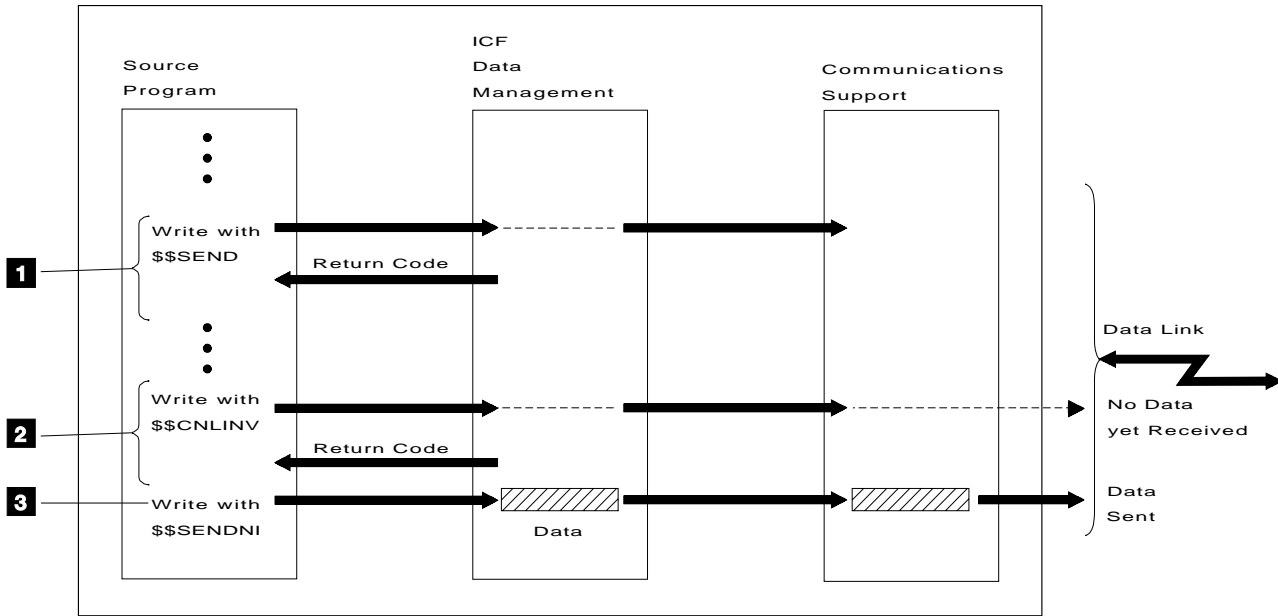 Source
Program
ICF
Data
Management
Communications
Support
1
Write with
$$SEND
Return Code
Data Link
2
Write with
$$CNLINV
Return Code
No Data
yet Received
3
Write with
$$SENDNI
Data
Data
Sent